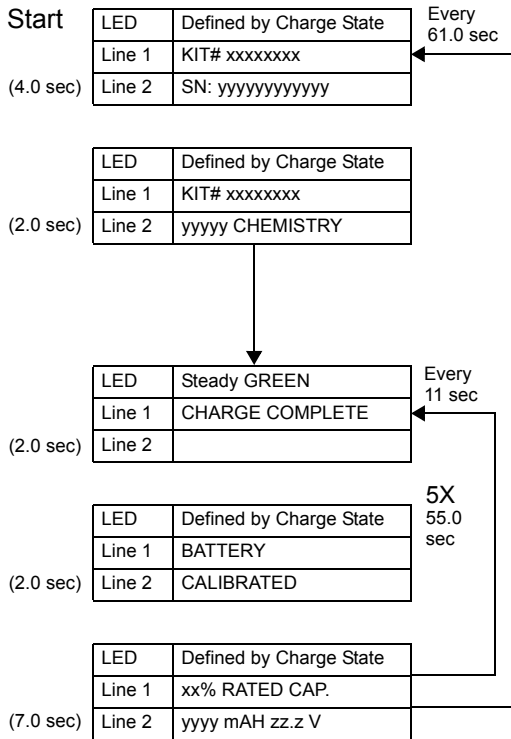 Start
LED Defined by Charge State
Every
61.0 sec
Line 1 KIT# xxxxxxxx
(4.0 sec) Line 2 SN: yyyyyyyyyyyy
LED Defined by Charge State
Line 1 KIT# xxxxxxxx
(2.0 sec) Line 2 yyyyy CHEMISTRY
LED Steady GREEN
Every
11 sec
Line 1 CHARGE COMPLETE
(2.0 sec) Line 2
5X
55.0
sec
LED Defined by Charge State
Line 1 BATTERY
(2.0 sec) Line 2 CALIBRATED
LED Defined by Charge State
Line 1 xx% RATED CAP.
(7.0 sec) Line 2 yyyy mAH zz.z V